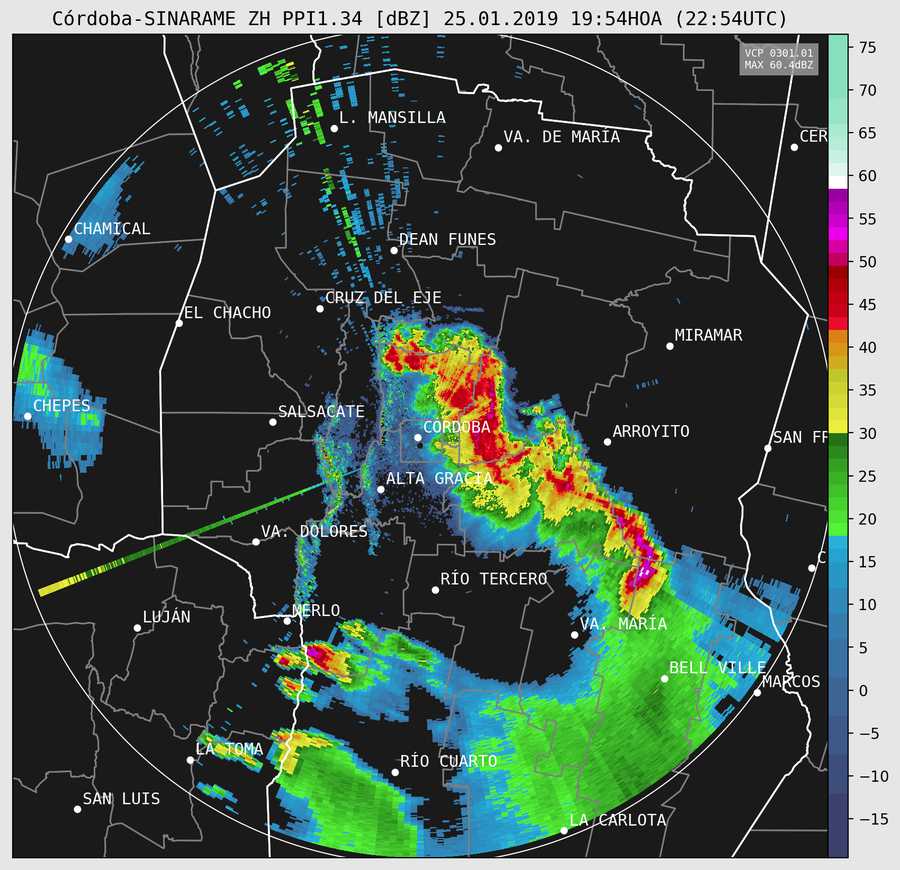 Córdoba-SINARAME ZH PPI1.34 [dBZ] 25.01.2019 19:54HOA (22:54UTC)
VCP 0301.01
MAX 60.4dBZ
75
70
65
60
55
50
45
40
35
30
25
20
15
10
5
0
−5
−10
−15
L. MANSILLA
VA. DE MARÍA
CER
CHAMICAL
DEAN FUNES
CRUZ DEL EJE
EL CHACHO
MIRAMAR
CHEPES
SALSACATE
CÓRDOBA
ARROYITO
SAN FR
ALTA GRACIA
VA. DOLORES
C
RÍO TERCERO
MERLO
LUJÁN
VA. MARÍA
BELL VILLE
MARCOS
LA TOMA
RÍO CUARTO
SAN LUIS
LA CARLOTA